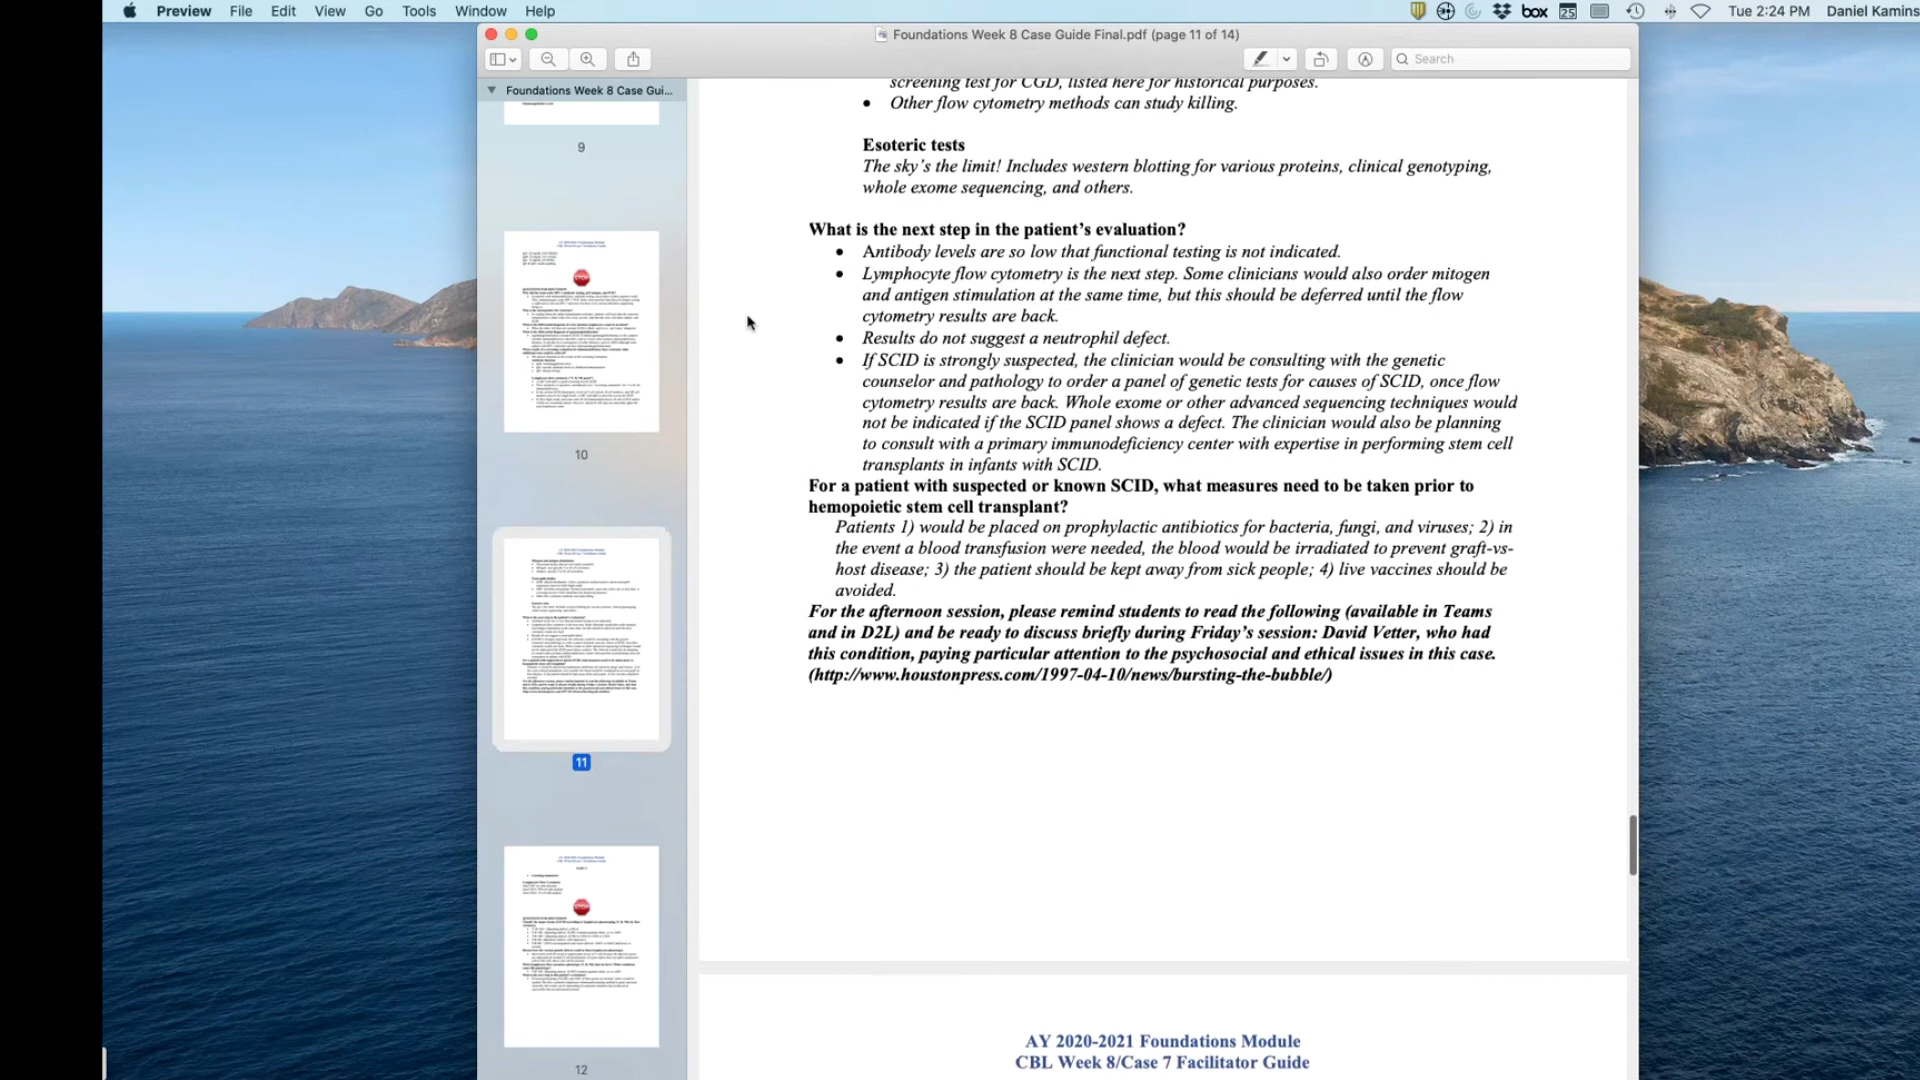 Preview File Edit View Go Tools Window Help
box 25 Tue 2:24 PM Daniel Kamins
Foundations Week 8 Case Guide Final.pdf (page 11 of 14)
Search
Foundations Week 8 Case Gui...
9
10
11
12
screening test for CGD, listed here for historical purposes.
• Other flow cytometry methods can study killing.
Esoteric tests
The sky's the limit! Includes western blotting for various proteins, clinical genotyping,
whole exome sequencing, and others.
What is the next step in the patient's evaluation?
• Antibody levels are so low that functional testing is not indicated.
• Lymphocyte flow cytometry is the next step. Some clinicians would also order mitogen
and antigen stimulation at the same time, but this should be deferred until the flow
cytometry results are back.
• Results do not suggest a neutrophil defect.
• If SCID is strongly suspected, the clinician would be consulting with the genetic
counselor and pathology to order a panel of genetic tests for causes of SCID, once flow
cytometry results are back. Whole exome or other advanced sequencing techniques would
not be indicated if the SCID panel shows a defect. The clinician would also be planning
to consult with a primary immunodeficiency center with expertise in performing stem cell
transplants in infants with SCID.
For a patient with suspected or known SCID, what measures need to be taken prior to
hemopoietic stem cell transplant?
Patients 1) would be placed on prophylactic antibiotics for bacteria, fungi, and viruses; 2) in
the event a blood transfusion were needed, the blood would be irradiated to prevent graft-vs-
host disease; 3) the patient should be kept away from sick people; 4) live vaccines should be
avoided.
For the afternoon session, please remind students to read the following (available in Teams
and in D2L) and be ready to discuss briefly during Friday's session: David Vetter, who had
this condition, paying particular attention to the psychosocial and ethical issues in this case.
(http://www.houstonpress.com/1997-04-10/news/bursting-the-bubble/)
AY 2020-2021 Foundations Module
CBL Week 8/Case 7 Facilitator Guide